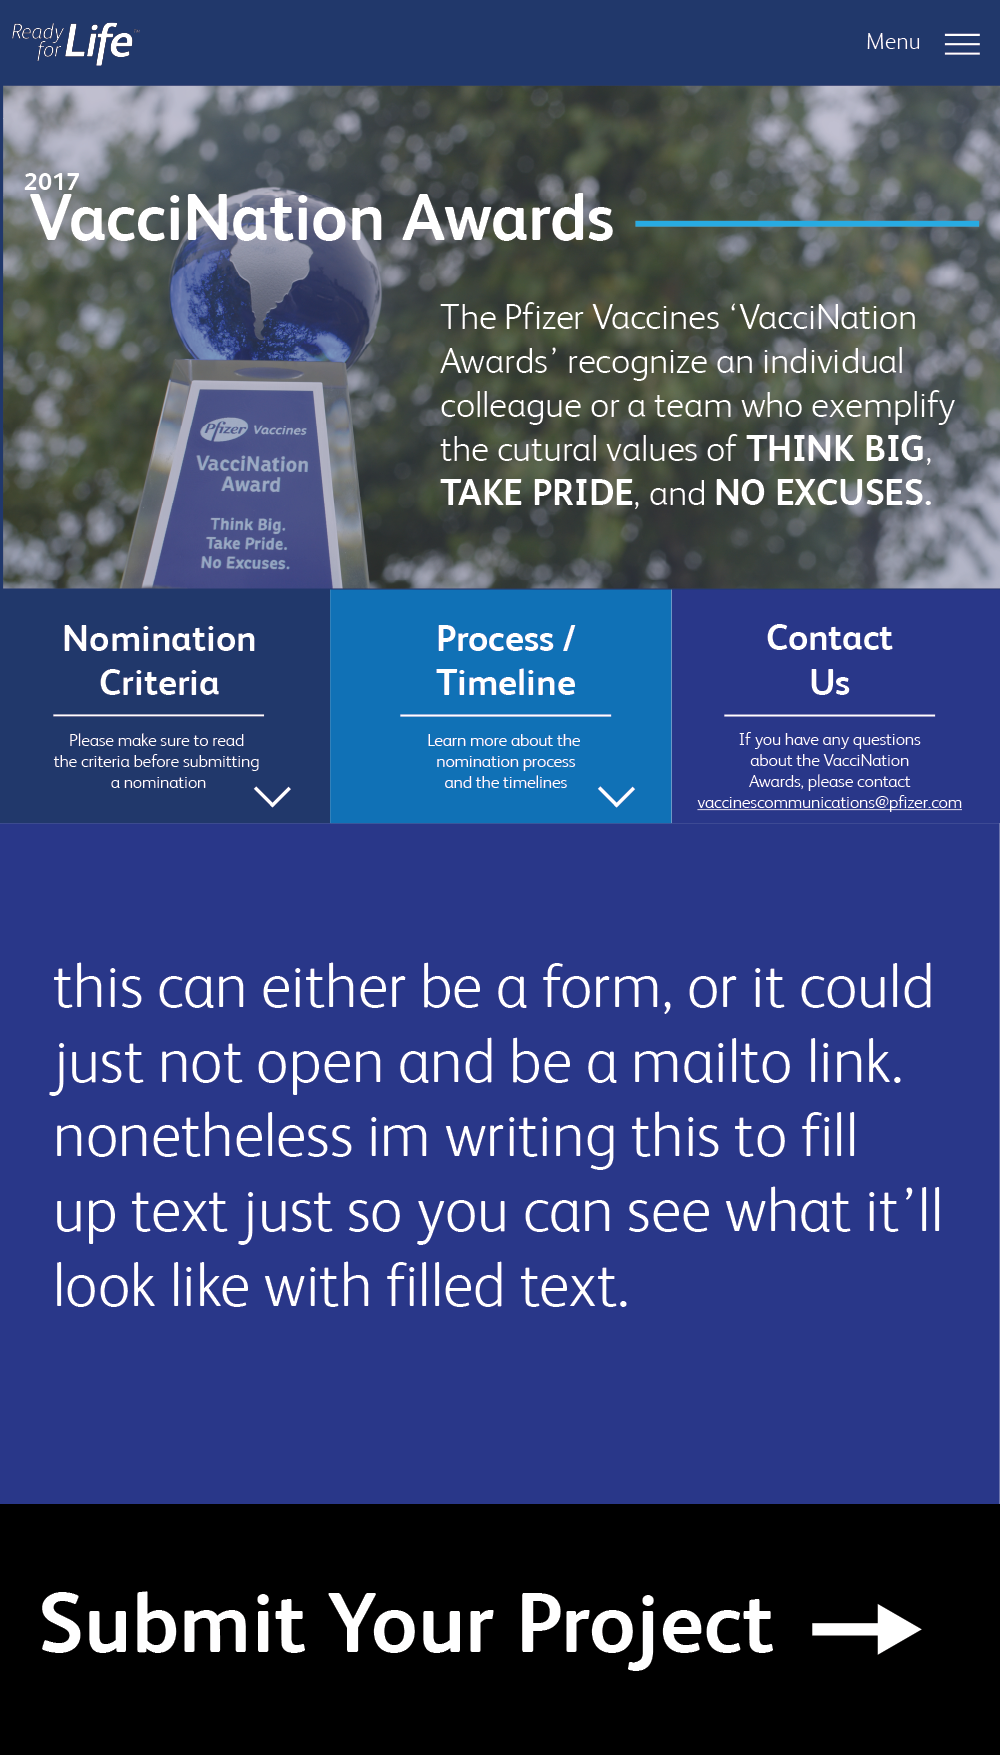 Ready
for Life™
Menu
2017
VacciNation Awards
The Pfizer Vaccines ‘VacciNation
Awards’ recognize an individual
colleague or a team who exemplify
the cutural values of THINK BIG,
TAKE PRIDE, and NO EXCUSES.
Pfizer Vaccines
VacciNation
Award
Think Big.
Take Pride.
No Excuses.
Nomination
Criteria
Please make sure to read
the criteria before submitting
a nomination
Process /
Timeline
Learn more about the
nomination process
and the timelines
Contact
Us
If you have any questions
about the VacciNation
Awards, please contact
vaccinescommunications@pfizer.com
this can either be a form, or it could
just not open and be a mailto link.
nonetheless im writing this to fill
up text just so you can see what it’ll
look like with filled text.
Submit Your Project